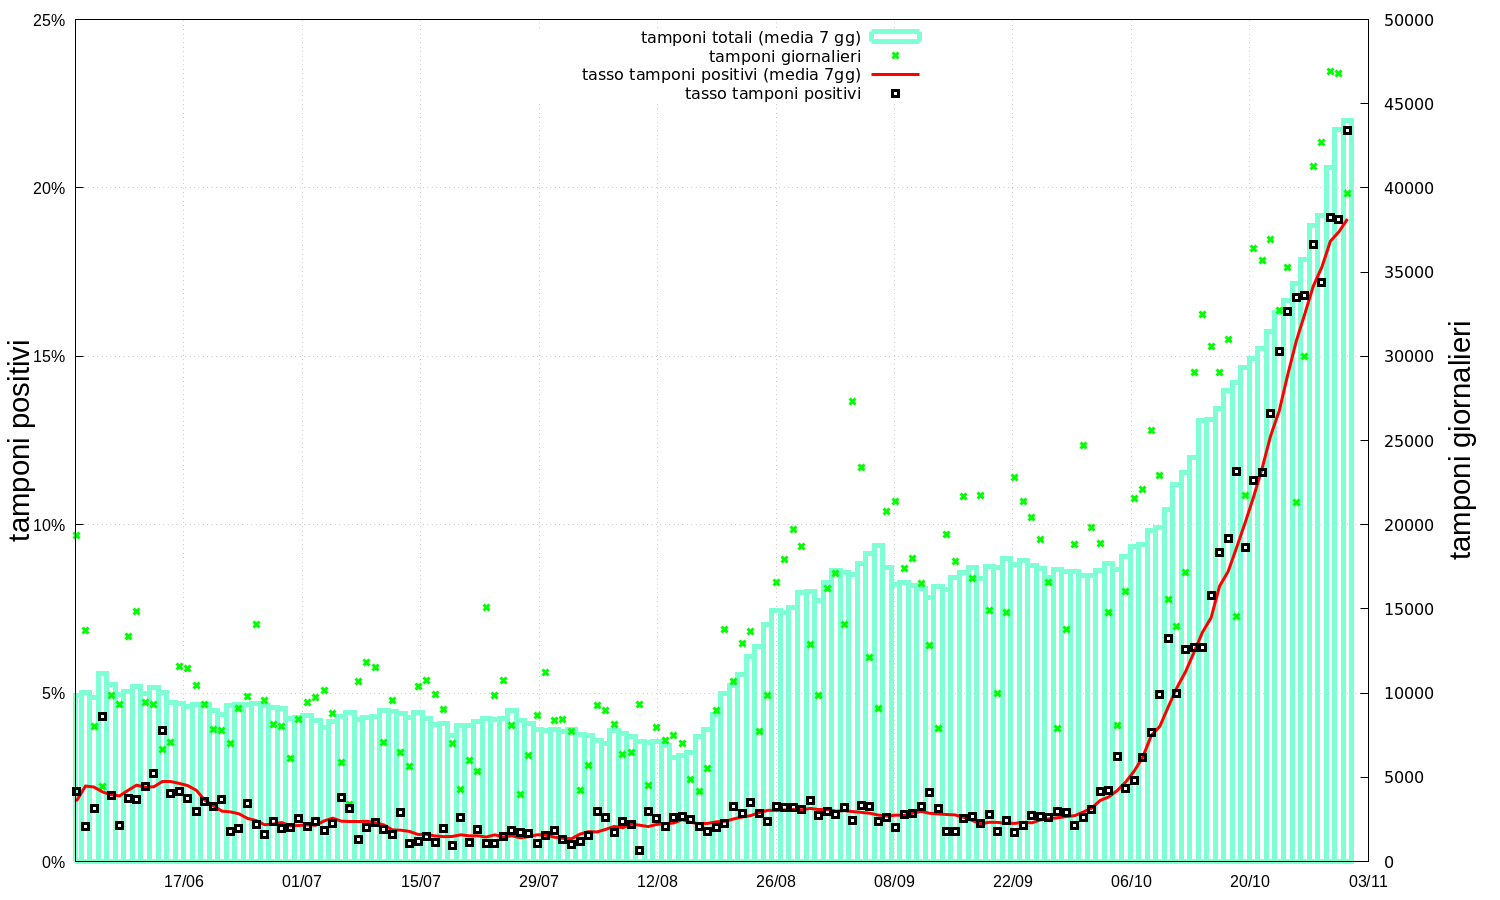 25%
20%
15%
10%
5%
0%
tamponi positivi
tamponi totali (media 7 gg)
tamponi giornalieri
tasso tamponi positivi (media 7gg)
tasso tamponi positivi
50000
45000
40000
35000
30000
25000
20000
15000
10000
5000
0
tamponi giornalieri
17/06 01/07 15/07 29/07 12/08 26/08 08/09 22/09 06/10 20/10 03/11